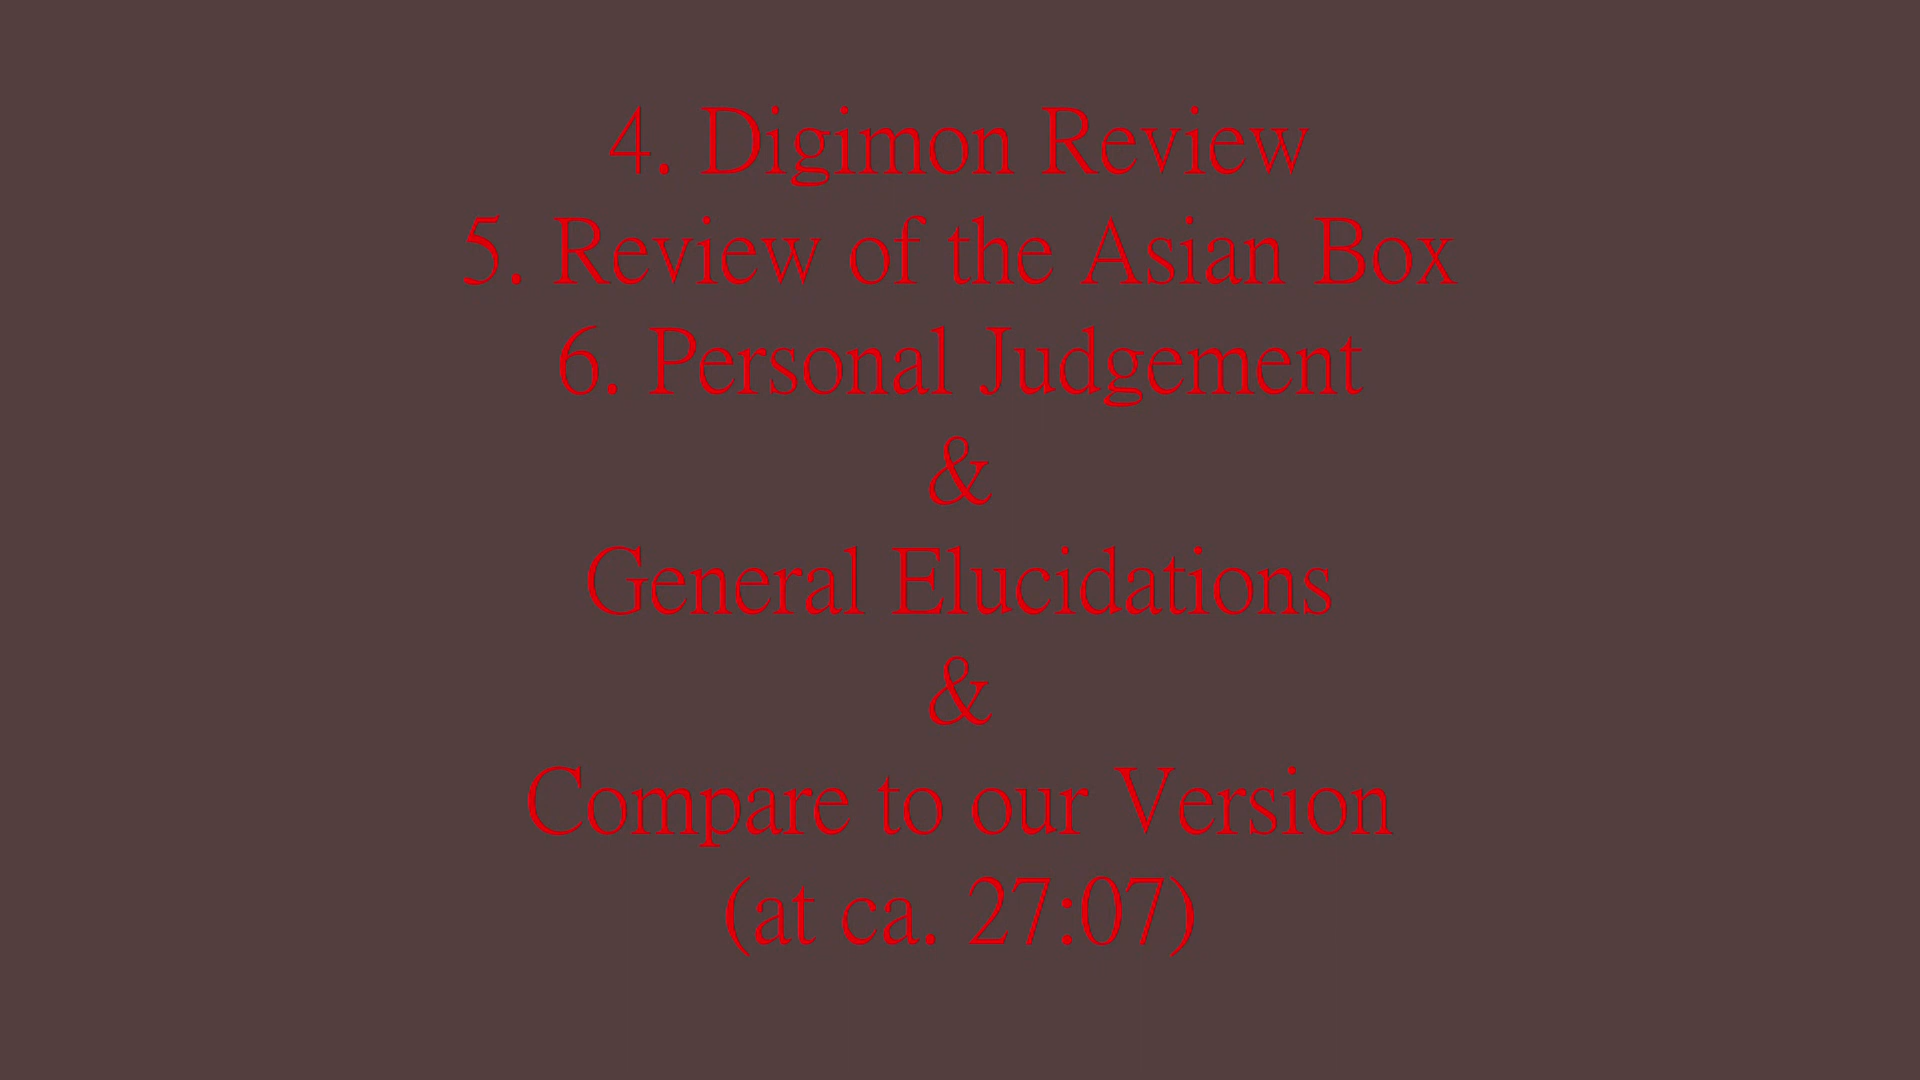 4. Digimon Review
5. Review of the Asian Box
6. Personal Judgement
&
General Elucidations
&
Compare to our Version
(at ca. 27:07)